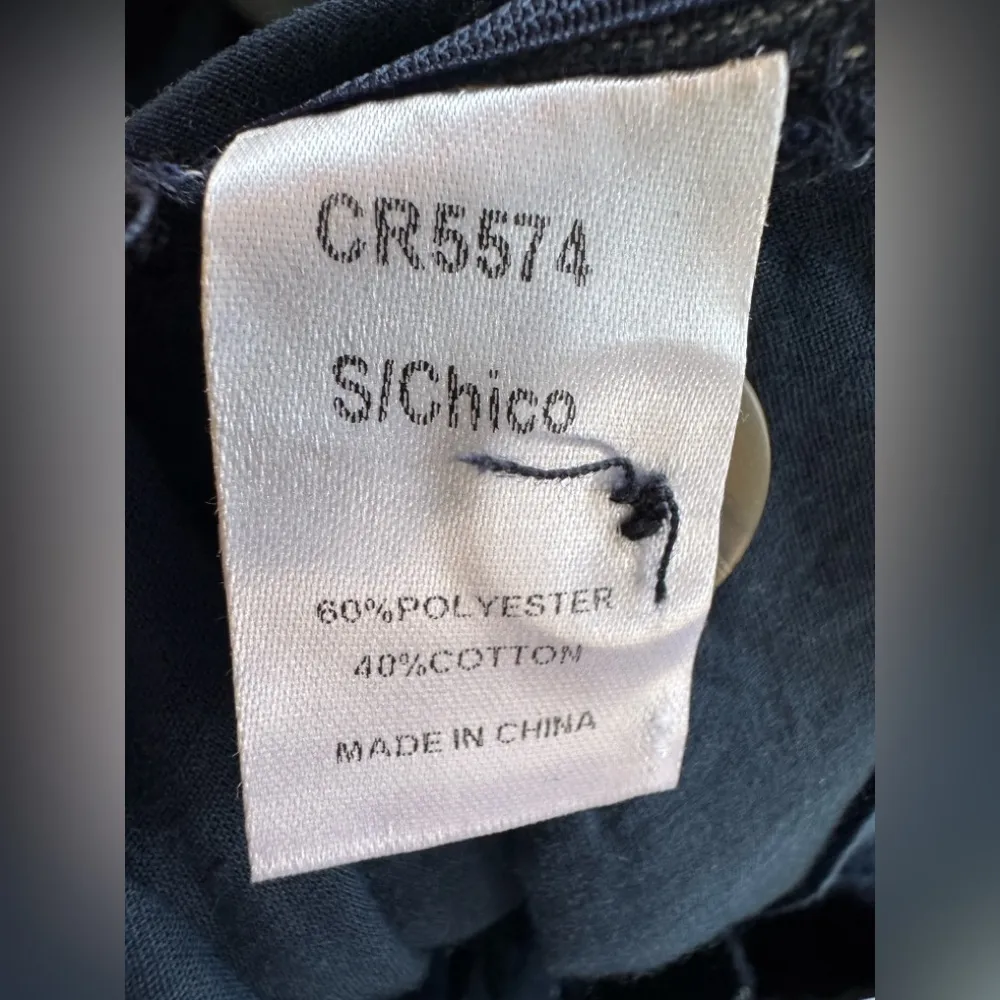 CR5574
S/Chico
60%POLYESTER
40%COTTON
MADE IN CHINA